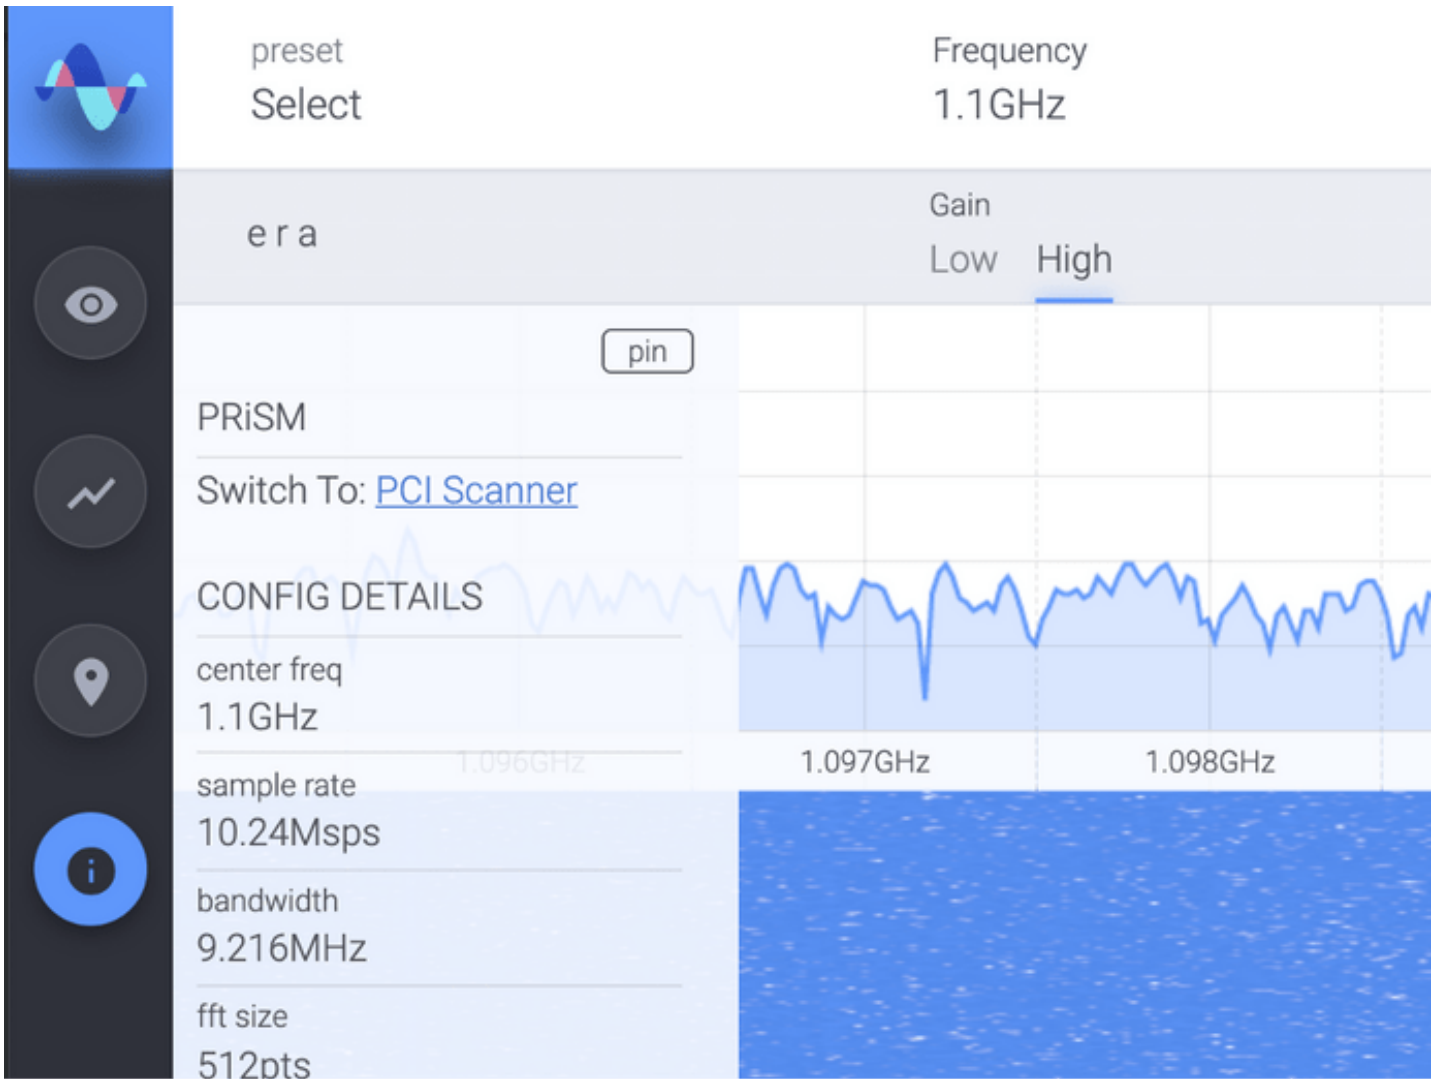 preset
Select
Frequency
1.1GHz
era
Gain
Low High
pin
PRiSM
Switch To: PCI Scanner
CONFIG DETAILS
center freq
1.1GHz
1.096GHz 1.097GHz 1.098GHz
sample rate
10.24Msps
bandwidth
9.216MHz
fft size
512pts